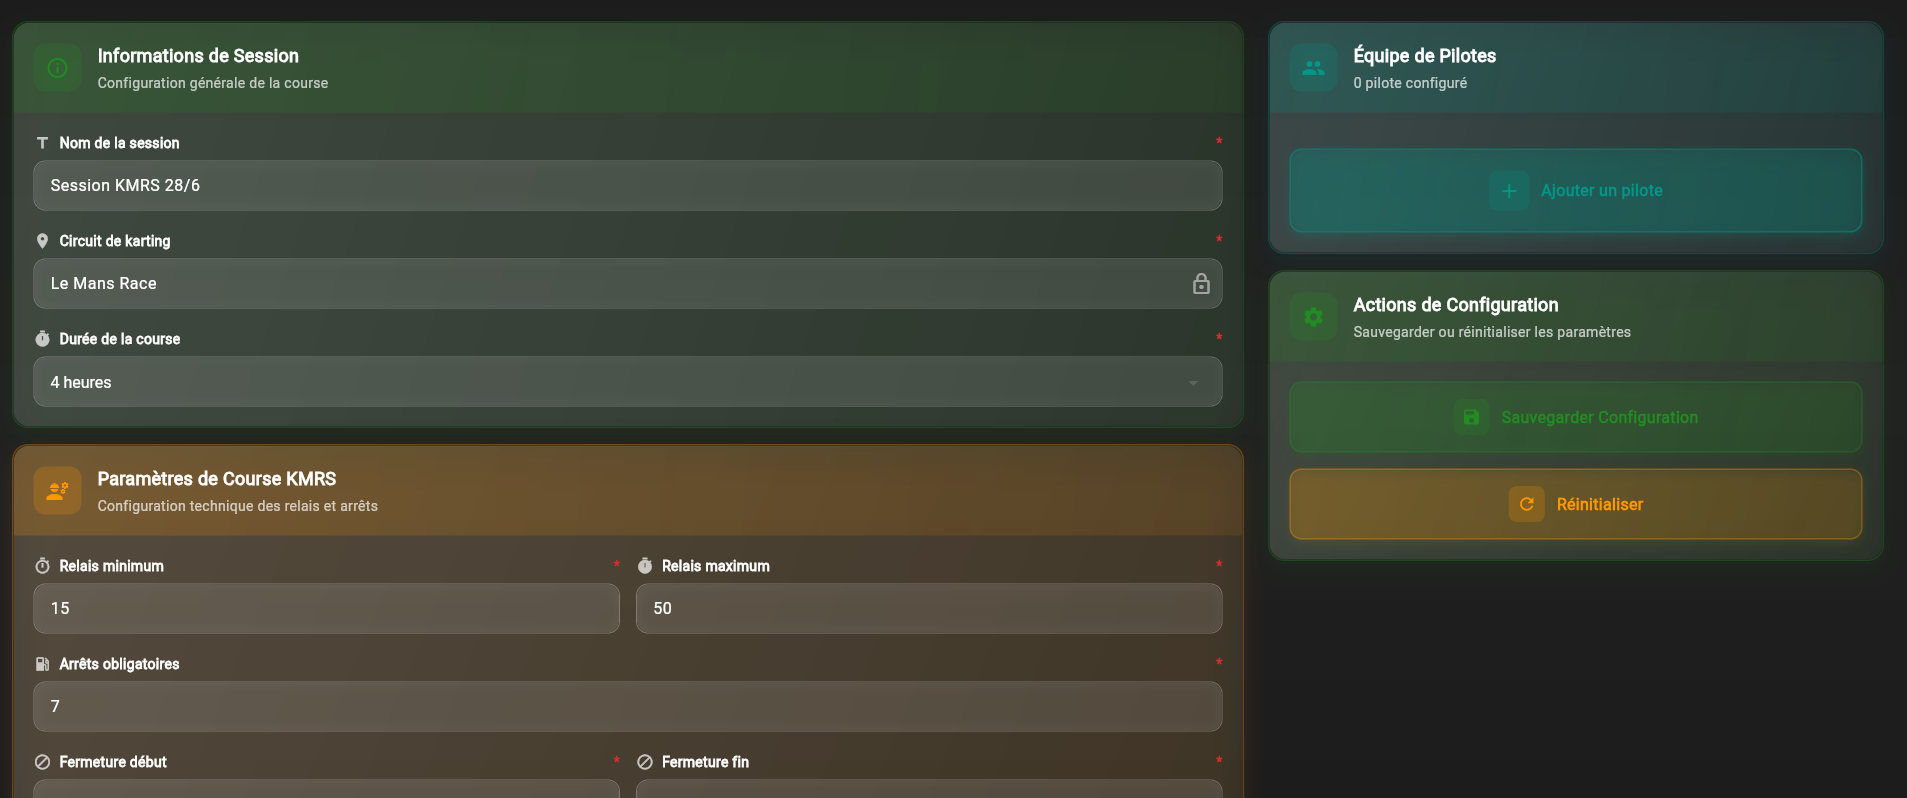 Informations de Session
Configuration générale de la course
Nom de la session *
Session KMRS 28/6
Circuit de karting *
Le Mans Race
Durée de la course *
4 heures
Paramètres de Course KMRS
Configuration technique des relais et arrêts
Relais minimum * Relais maximum *
15 50
Arrêts obligatoires *
7
Fermeture début * Fermeture fin *
Équipe de Pilotes
0 pilote configuré
Ajouter un pilote
Actions de Configuration
Sauvegarder ou réinitialiser les paramètres
Sauvegarder Configuration
Réinitialiser